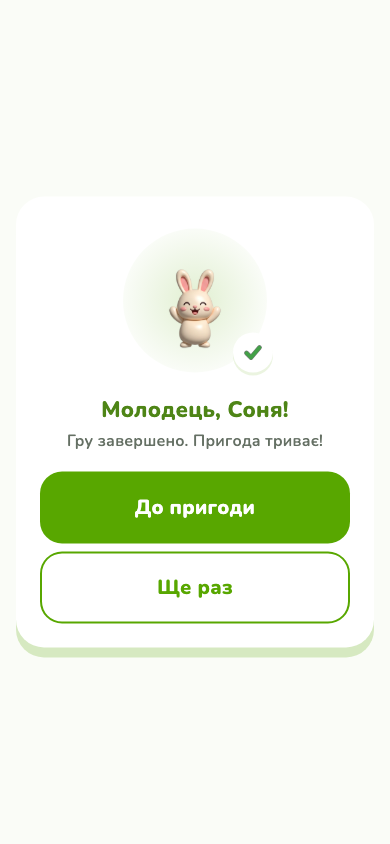 Молодець, Соня!
Гру завершено. Пригода триває!
До пригоди
Ще раз